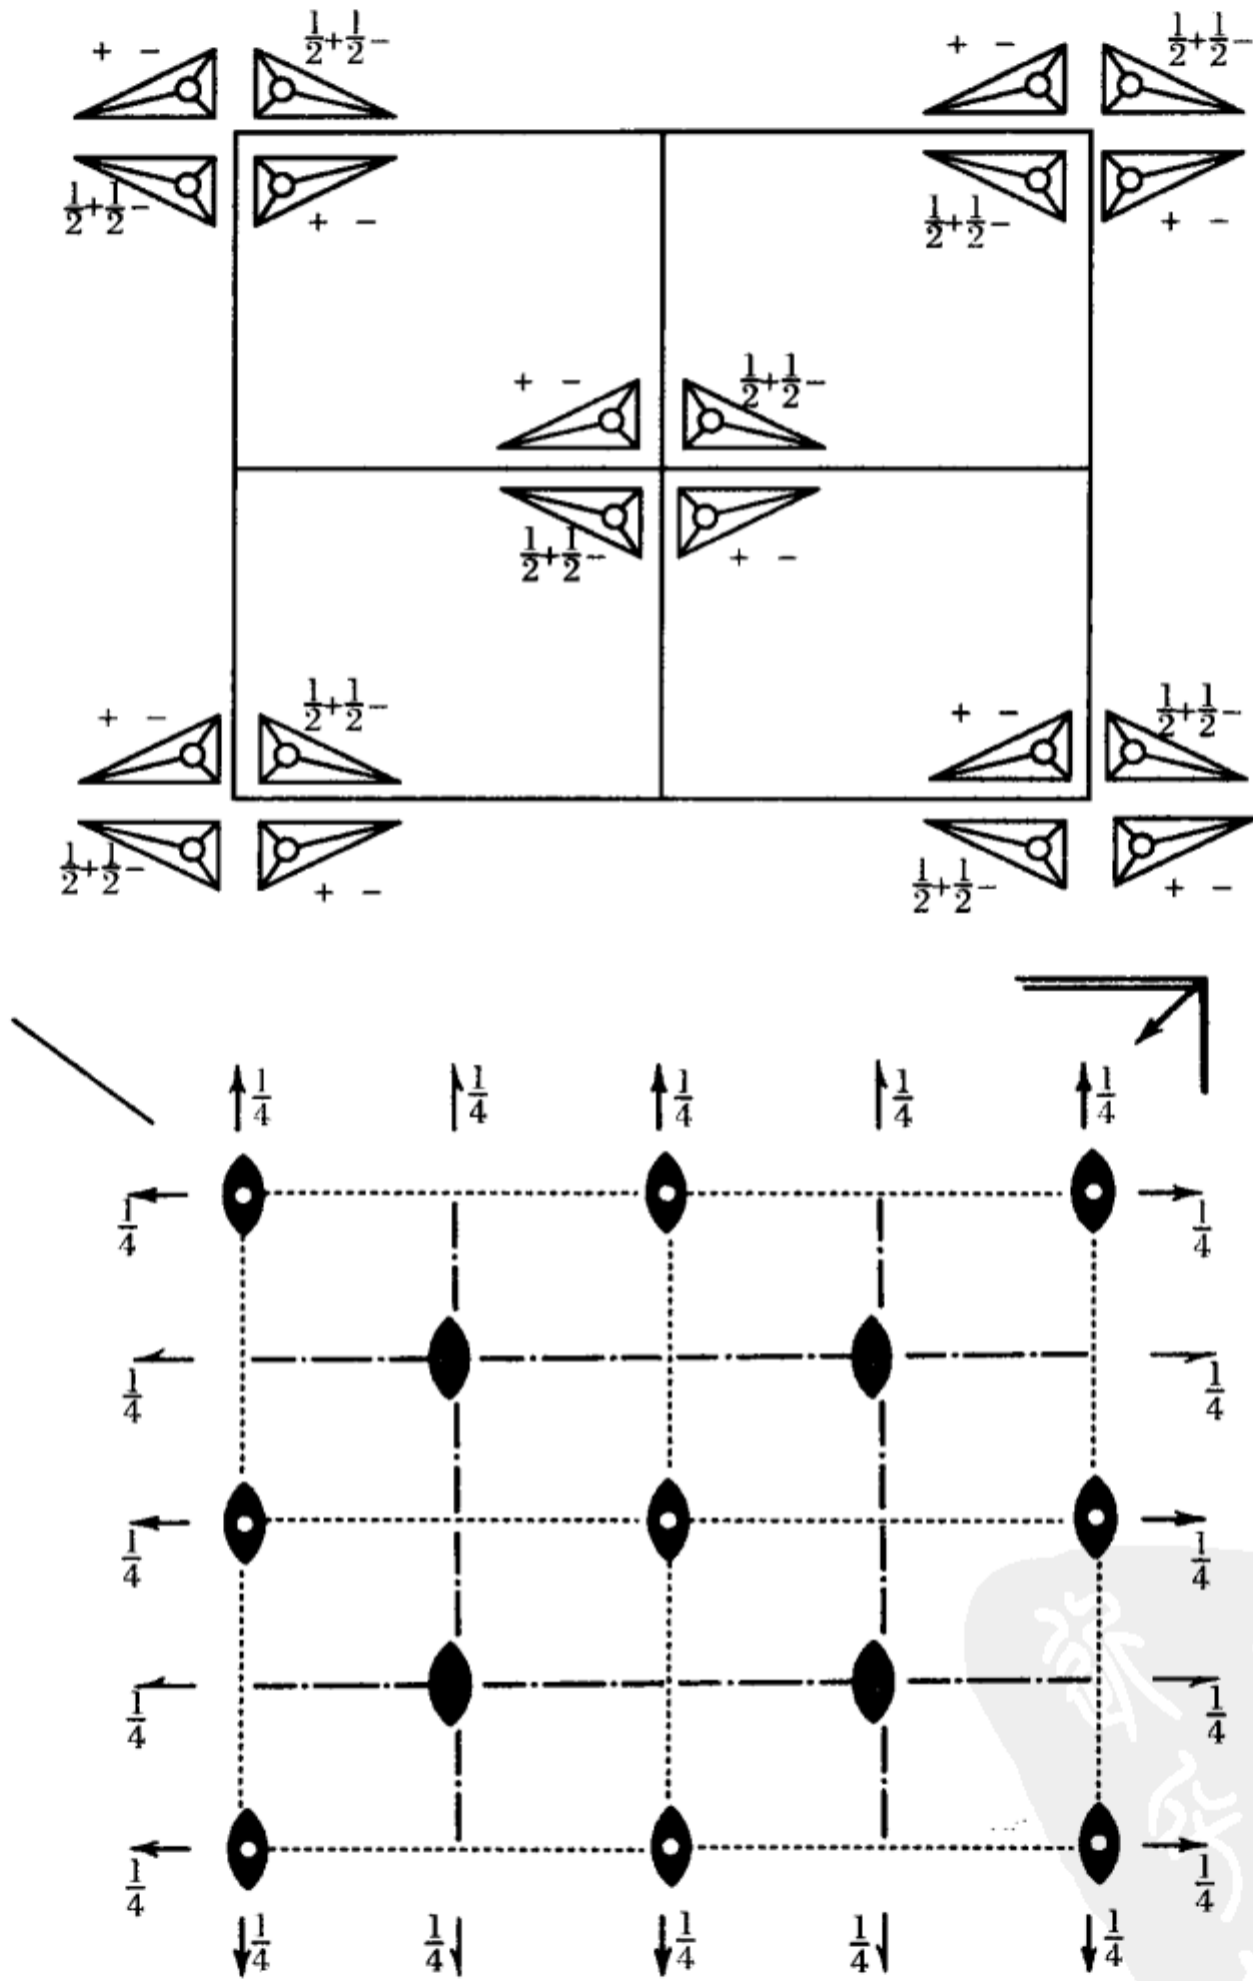 + - 1/2+ 1/2- + - 1/2+ 1/2-
1/2+ 1/2- + - 1/2+ 1/2- + -
+ - 1/2+ 1/2-
1/2+ 1/2- + -
+ - 1/2+ 1/2- + - 1/2+ 1/2-
1/2+ 1/2- + - 1/2+ 1/2- + -
1/4 1/4 1/4 1/4 1/4
1/4 1/4
1/4 1/4
1/4 1/4
1/4 1/4
1/4 1/4
1/4 1/4 1/4 1/4 1/4